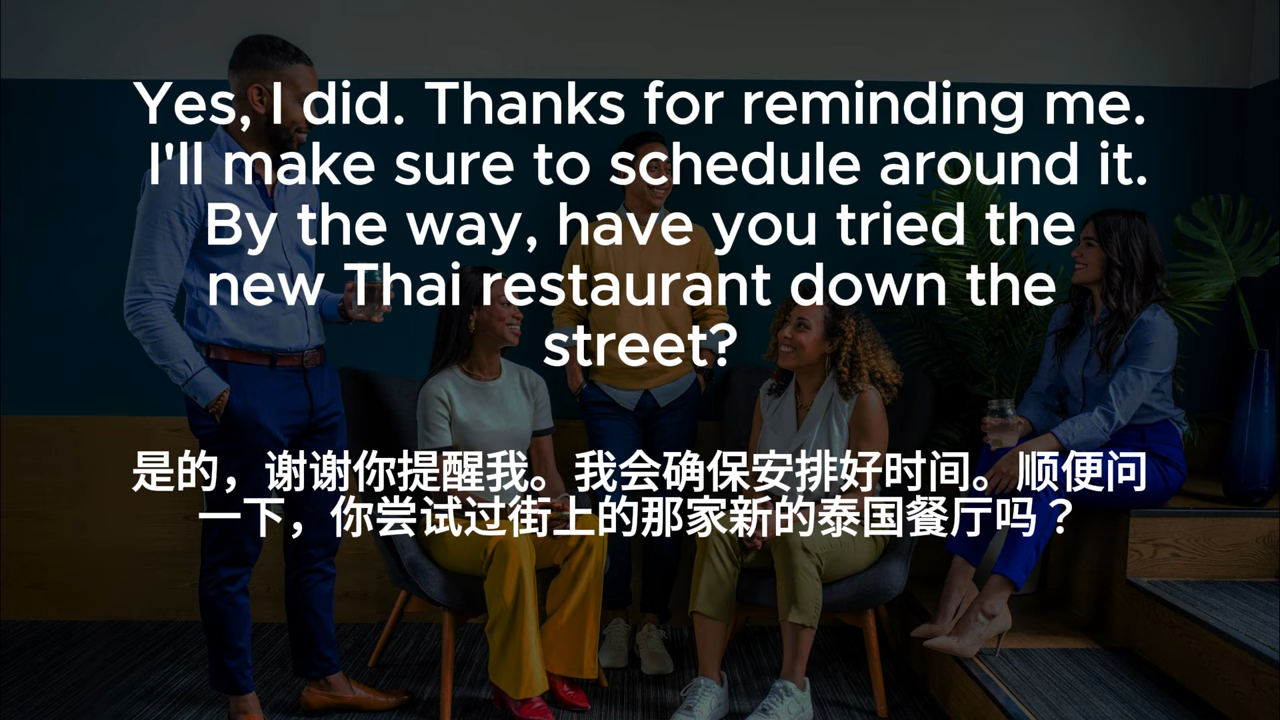 Yes, I did. Thanks for reminding me.
I'll make sure to schedule around it.
By the way, have you tried the
new Thai restaurant down the
street?
是的，谢谢你提醒我。我会确保安排好时间。顺便问
一下，你尝试过街上的那家新的泰国餐厅吗？